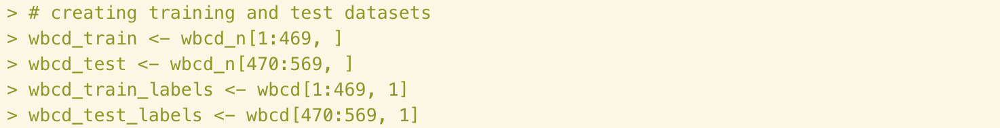 > # creating training and test datasets
> wbcd_train <- wbcd_n[1:469, ]
> wbcd_test <- wbcd_n[470:569, ]
> wbcd_train_labels <- wbcd[1:469, 1]
> wbcd_test_labels <- wbcd[470:569, 1]